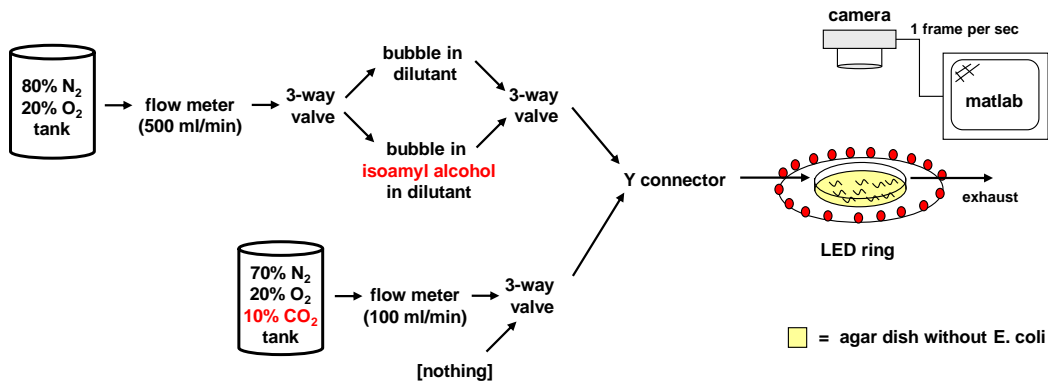 80% N2
20% O2
tank
flow meter
(500 ml/min)
3-way
valve
bubble in
dilutant
bubble in
isoamyl alcohol
in dilutant
3-way
valve
Y connector
70% N2
20% O2
10% CO2
tank
flow meter
(100 ml/min)
3-way
valve
[nothing]
camera
1 frame per sec
matlab
exhaust
LED ring
= agar dish without E. coli